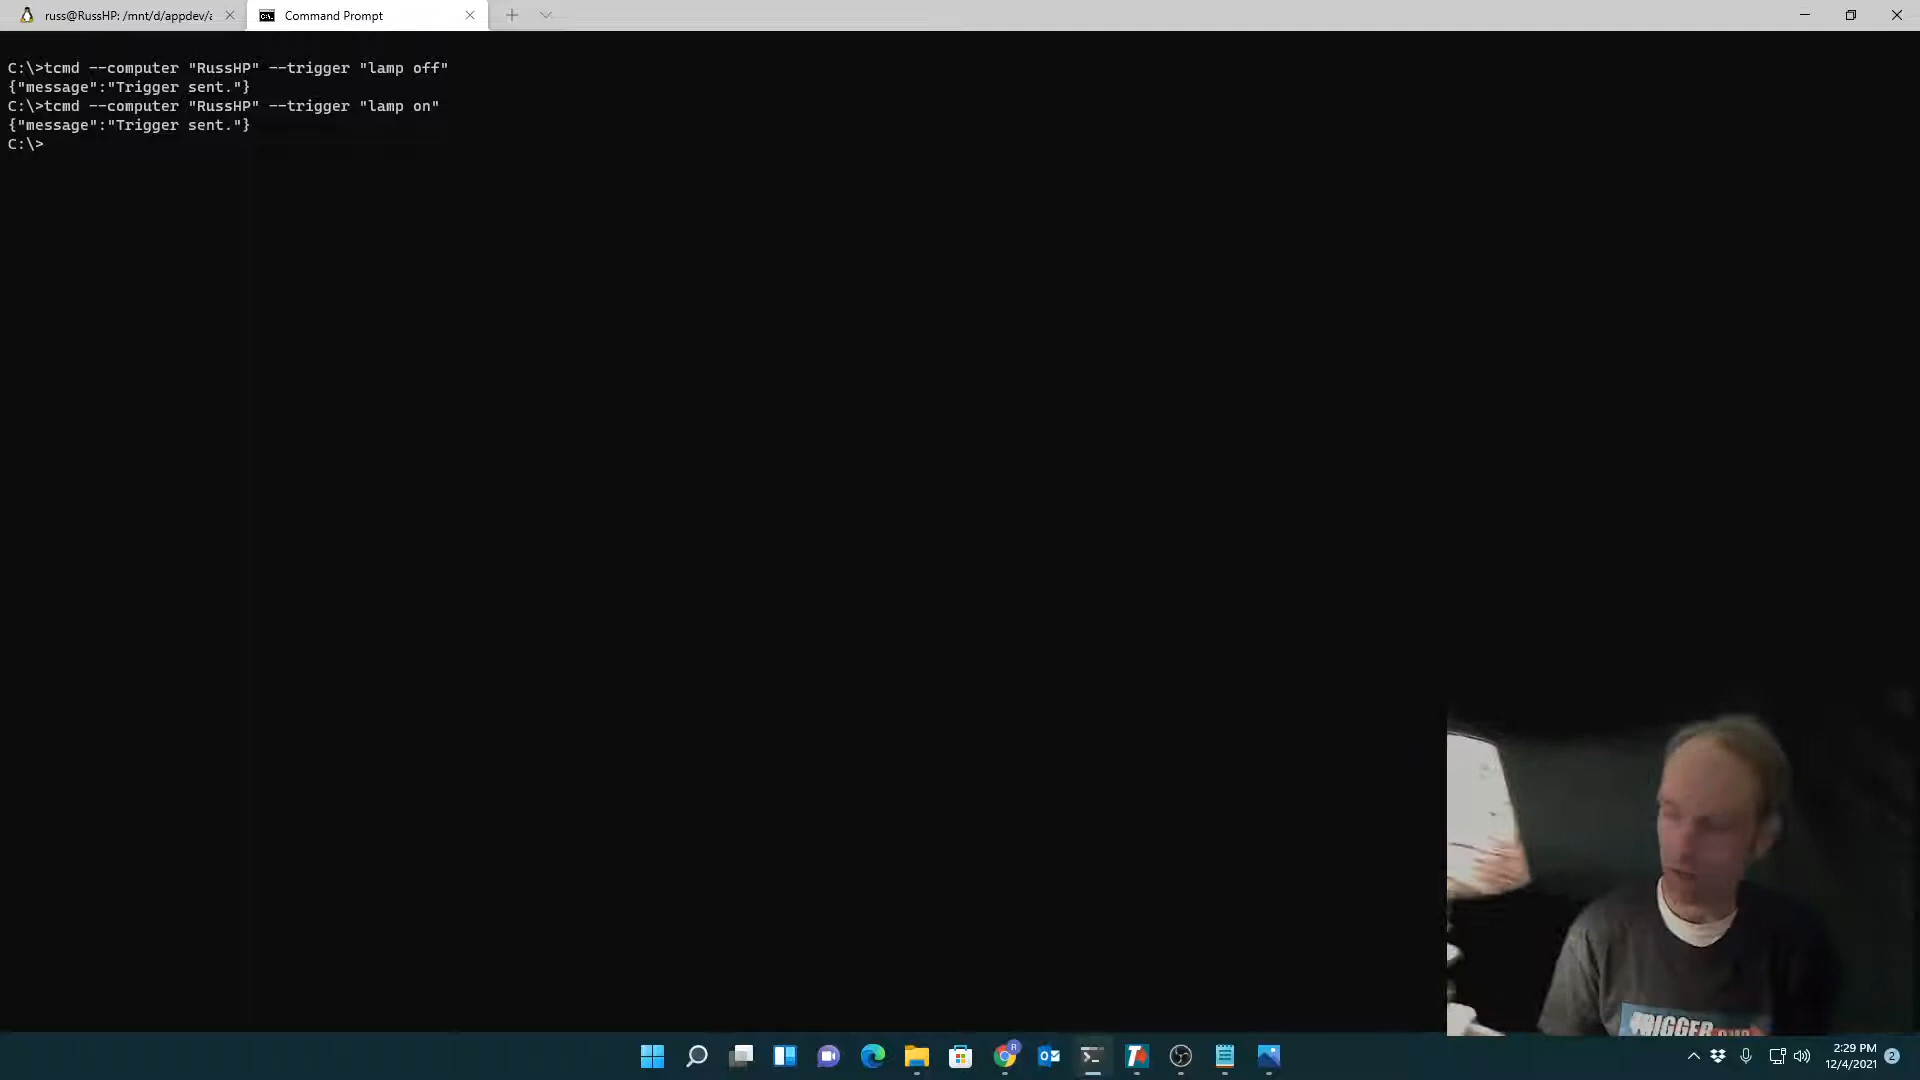 russ@RussHP: /mnt/d/appdev/
Command Prompt
C:\>tcmd --computer "RussHP" --trigger "lamp off"
{"message":"Trigger sent."}
C:\>tcmd --computer "RussHP" --trigger "lamp on"
{"message":"Trigger sent."}
C:\>
TRIGGER
2:29 PM
12/4/2021
2